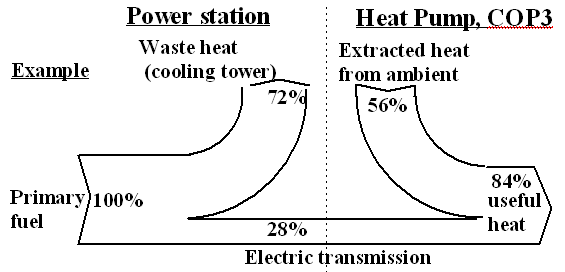 Power station
Heat Pump, COP3
Waste heat
(cooling tower)
Extracted heat
from ambient
Example
72%
56%
Primary
fuel
100%
84%
useful
heat
28%
Electric transmission